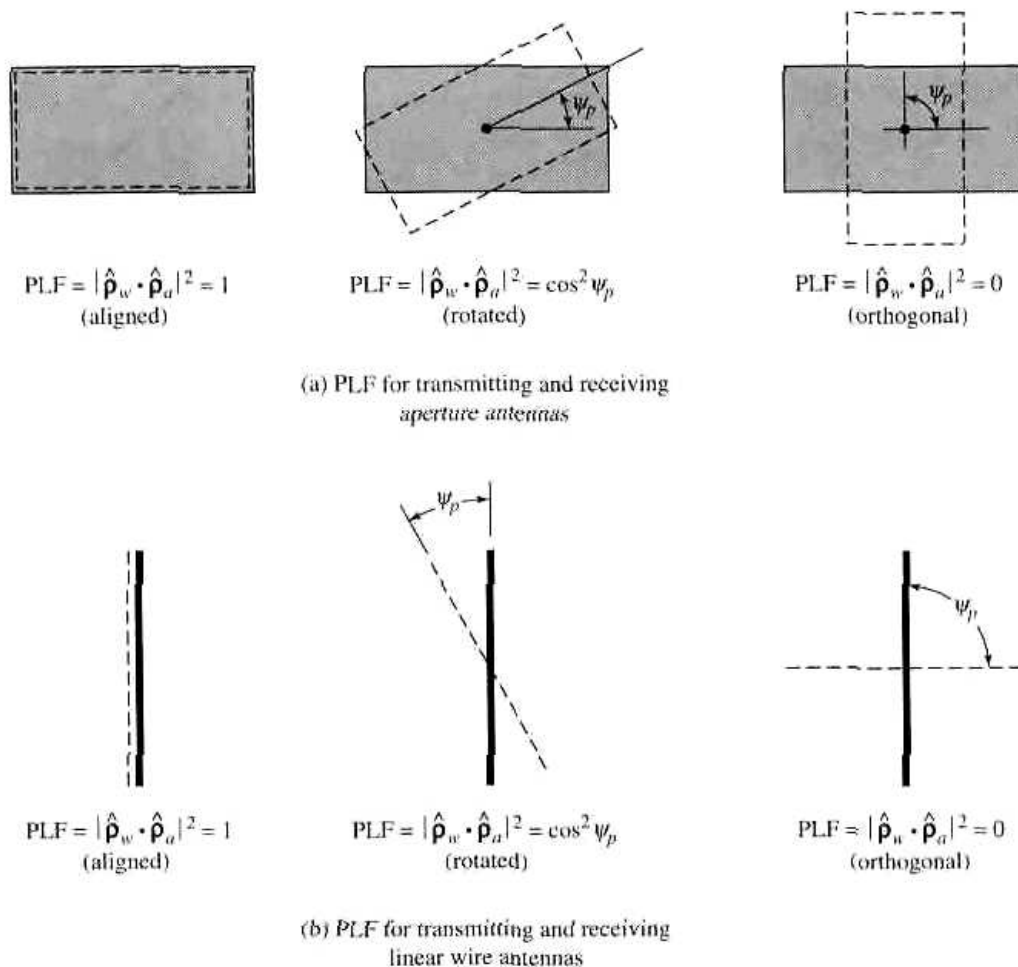 ψp
ψp
PLF = |ρ̂w · ρ̂a|² = 1
(aligned)
PLF = |ρ̂w · ρ̂a|² = cos² ψp
(rotated)
PLF = |ρ̂w · ρ̂a|² = 0
(orthogonal)
(a) PLF for transmitting and receiving
aperture antennas
ψp
ψp
PLF = |ρ̂w · ρ̂a|² = 1
(aligned)
PLF = |ρ̂w · ρ̂a|² = cos² ψp
(rotated)
PLF = |ρ̂w · ρ̂a|² = 0
(orthogonal)
(b) PLF for transmitting and receiving
linear wire antennas